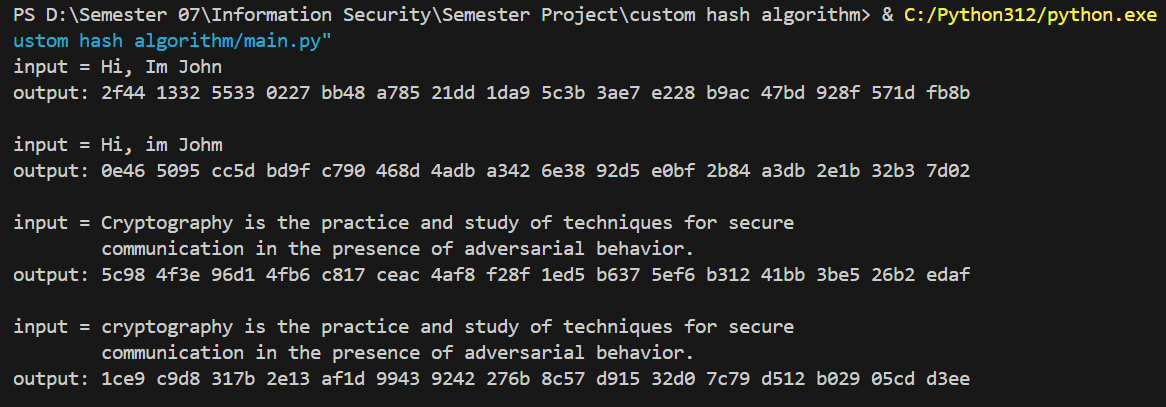 PS D:\Semester 07\Information Security\Semester Project\custom hash algorithm> & C:/Python312/python.exe
ustom hash algorithm/main.py"
input = Hi, Im John
output: 2f44 1332 5533 0227 bb48 a785 21dd 1da9 5c3b 3ae7 e228 b9ac 47bd 928f 571d fb8b
input = Hi, im Johm
output: 0e46 5095 cc5d bd9f c790 468d 4adb a342 6e38 92d5 e0bf 2b84 a3db 2e1b 32b3 7d02
input = Cryptography is the practice and study of techniques for secure
communication in the presence of adversarial behavior.
output: 5c98 4f3e 96d1 4fb6 c817 ceac 4af8 f28f 1ed5 b637 5ef6 b312 41bb 3be5 26b2 edaf
input = cryptography is the practice and study of techniques for secure
communication in the presence of adversarial behavior.
output: 1ce9 c9d8 317b 2e13 af1d 9943 9242 276b 8c57 d915 32d0 7c79 d512 b029 05cd d3ee